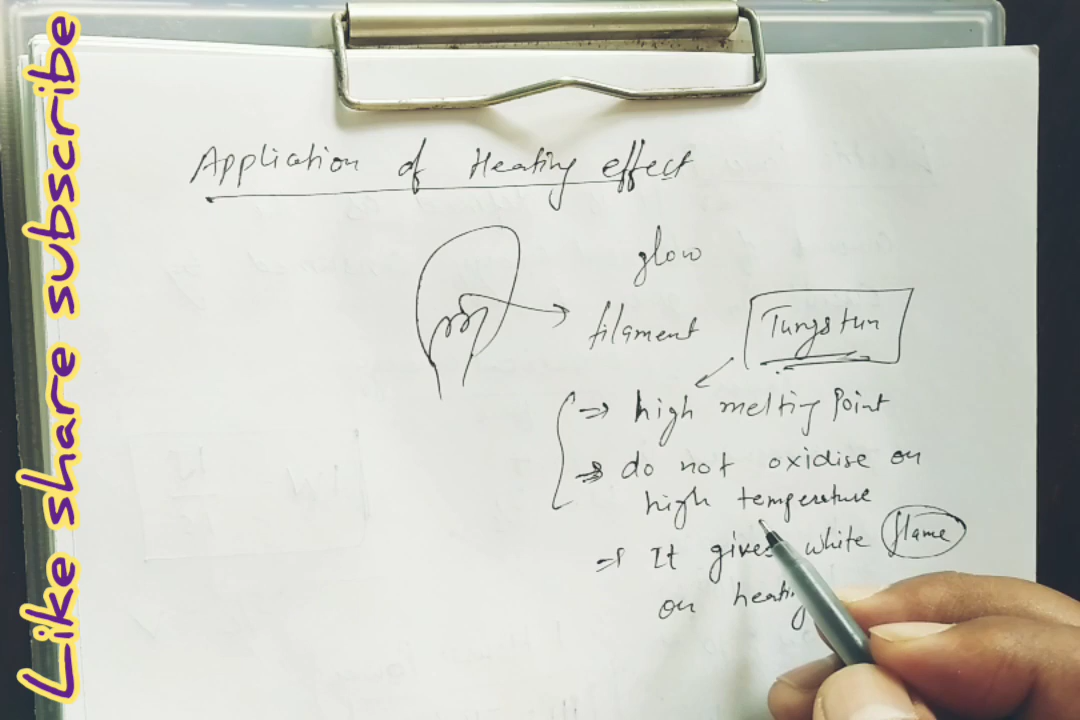 Like share subscribe
Application of Heating effect
glow
filament Tungstun
⇒ high melting Point
⇒ do not oxidise on
high temperature
⇒ It gives white flame
on heating